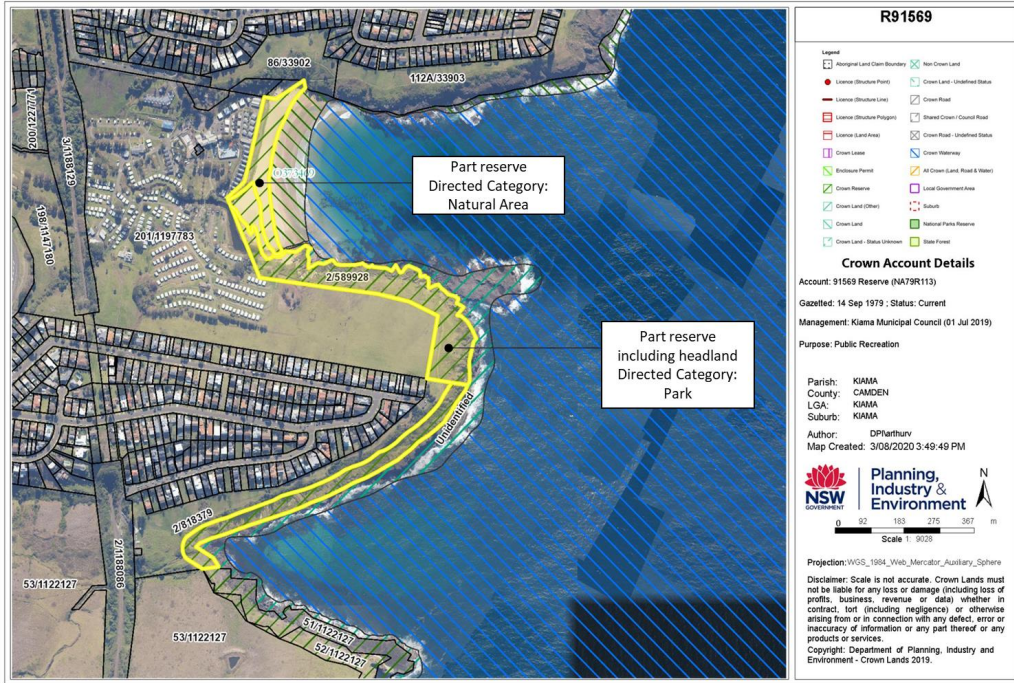 R91569
Legend
Aboriginal Land Claim Boundary
Licence (Structure Point)
Licence (Structure Line)
Licence (Structure Polygon)
Licence (Land Area)
Crown Lease
Enclosure Permit
Crown Reserve
Crown Land (Other)
Crown Land
Crown Land - Status Unknown
Non Crown Land
Crown Land - Undefined Status
Crown Road
Shared Crown / Council Road
Crown Road - Undefined Status
Crown Waterway
All Crown (Land, Road & Water)
Local Government Area
Suburb
National Parks Reserve
State Forest
Crown Account Details
Account: 91569 Reserve (NA79R113)
Gazetted: 14 Sep 1979 ; Status: Current
Management: Kiama Municipal Council (01 Jul 2019)
Purpose: Public Recreation
Parish: KIAMA
County: CAMDEN
LGA: KIAMA
Suburb: KIAMA
Author: DPI\arthurv
Map Created: 3/08/2020 3:49:49 PM
NSW
GOVERNMENT
Planning,
Industry &
Environment
N
0 92 183 275 367 m
Scale 1: 9028
Projection: WGS_1984_Web_Mercator_Auxiliary_Sphere
Disclaimer: Scale is not accurate. Crown Lands must
not be liable for any loss or damage (including loss of
profits, business, revenue or data) whether in
contract, tort (including negligence) or otherwise
arising from or in connection with any defect, error or
inaccuracy of information or any part thereof or any
products or services.
Copyright: Department of Planning, Industry and
Environment - Crown Lands 2019.
86/33902
112A/33903
200/1227771
3/1188129
198/1147180
201/1197783
Part reserve
Directed Category:
Natural Area
2/589928
Part reserve
including headland
Directed Category:
Park
Unidentified
2/818379
2/1188086
53/1122127
53/1122127
51/1122127
52/1122127